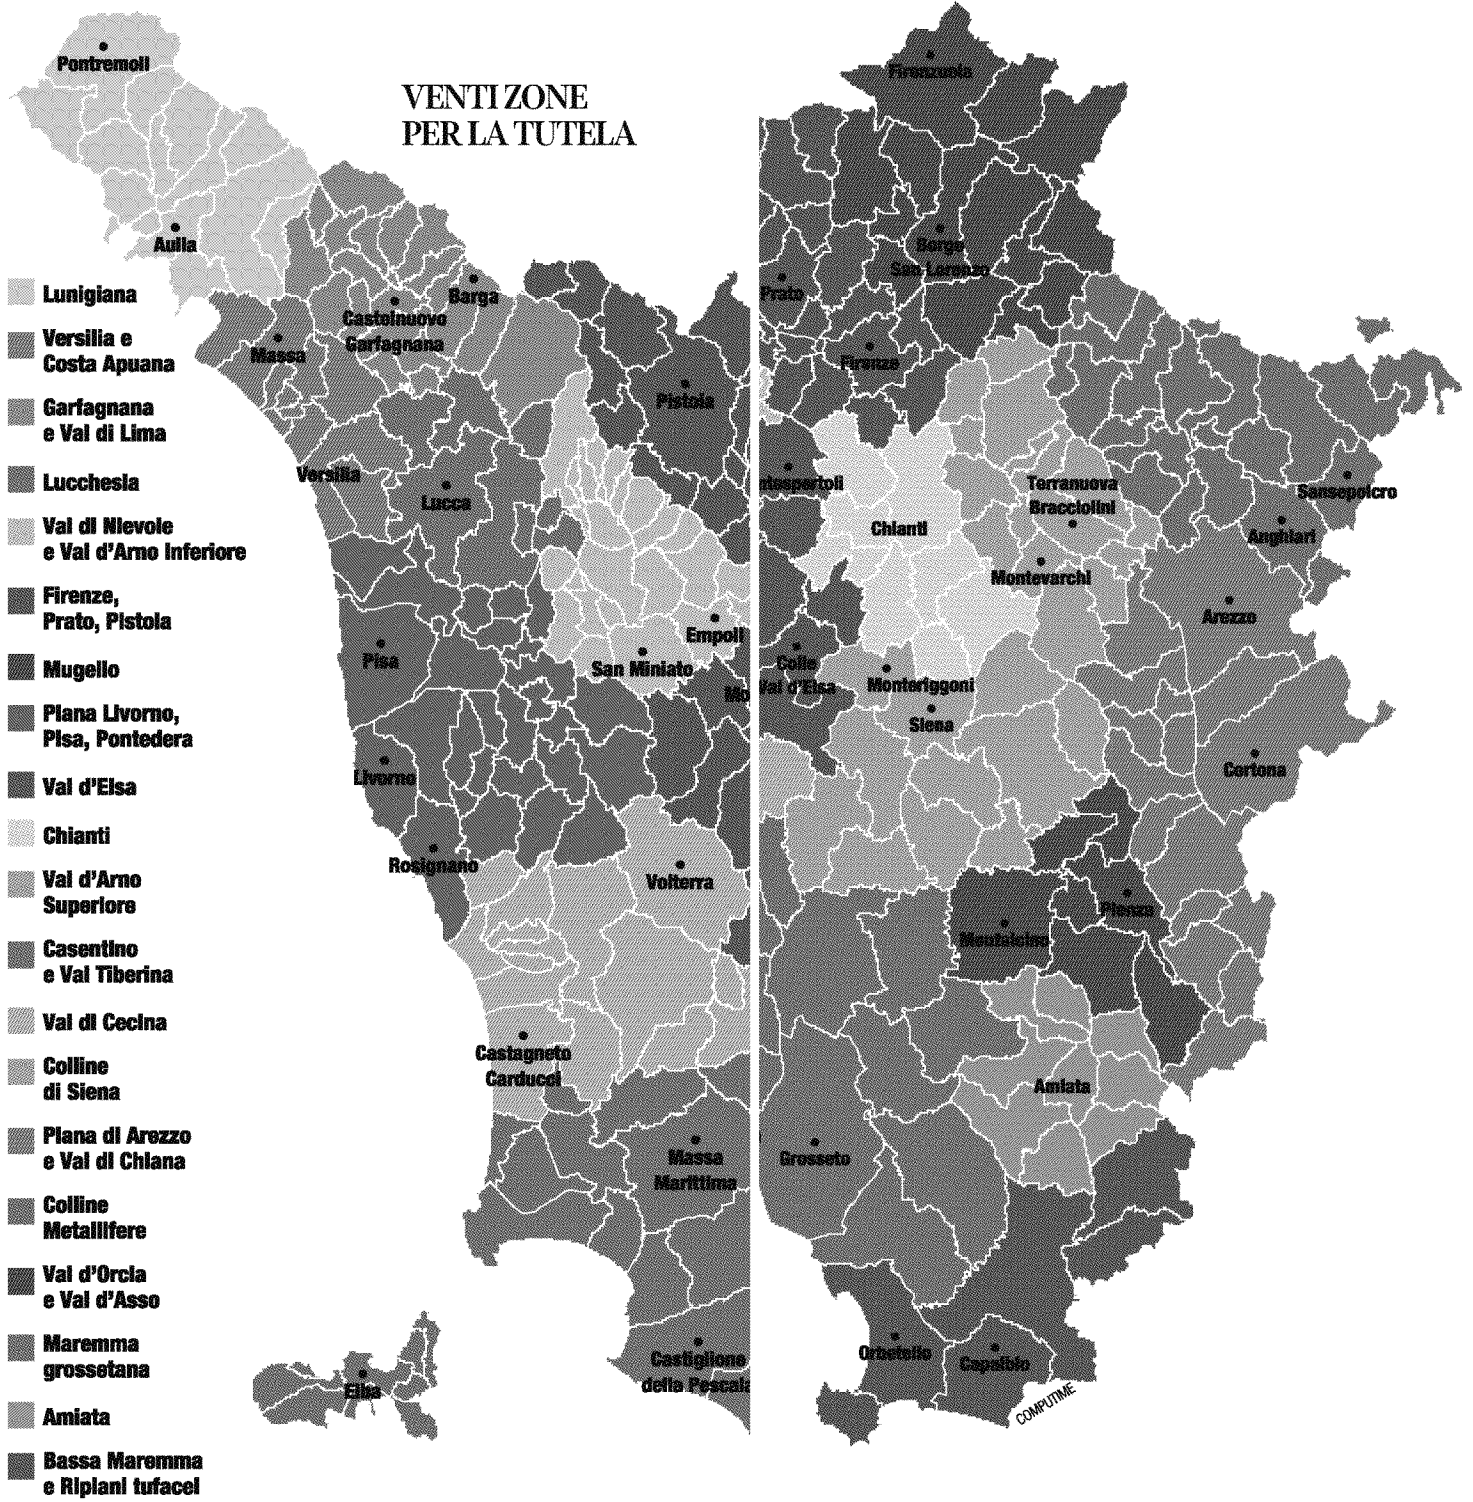 VENTI ZONE
PER LA TUTELA
Lunigiana
Versilia e
Costa Apuana
Garfagnana
e Val di Lima
Lucchesia
Val di Nievole
e Val d'Arno Inferiore
Firenze,
Prato, Pistoia
Mugello
Piana Livorno,
Pisa, Pontedera
Val d'Elsa
Chianti
Val d'Arno
Superiore
Casentino
e Val Tiberina
Val di Cecina
Colline
di Siena
Piana di Arezzo
e Val di Chiana
Colline
Metallifere
Val d'Orcia
e Val d'Asso
Maremma
grossetana
Amiata
Bassa Maremma
e Ripiani tufacei
Pontremoli
Aulla
Massa
Castelnuovo
Garfagnana
Barga
Versilia
Lucca
Pistoia
Pisa
Livorno
Rosignano
San Miniato
Empoli
Mo
Volterra
Castagneto
Carducci
Massa
Marittima
Castiglione
della Pescaia
Elba
Firenzuola
Borgo
San Lorenzo
Prato
Firenze
ntespertoli
Chianti
Terranuova
Bracciolini
Montevarchi
Sansepolcro
Anghiari
Arezzo
Colle
Val d'Elsa
Monteriggoni
Siena
Cortona
Pienza
Montalcino
Amiata
Grosseto
Orbetello
Capalbio
COMPUTIME